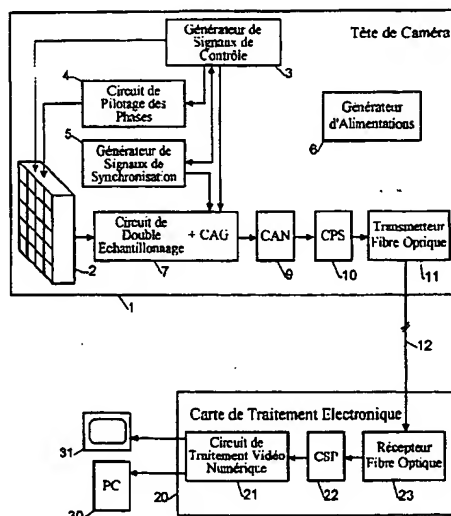 Générateur de
Signaux de
Contrôle
Tête de Caméra
3
4
Circuit de
Pilotage des
Phases
5
Générateur de
Signaux de
Synchronisation
Générateur
d'Alimentations
6
Circuit de
Double
Echantillonnage
+ CAG
CAN
CPS
Transmetteur
Fibre Optique
2
7
9
10
11
1
12
Carte de Traitement Electronique
31
Circuit de
Traitement Vidéo
Numérique
CSP
Récepteur
Fibre Optique
PC
30
20
21
22
23